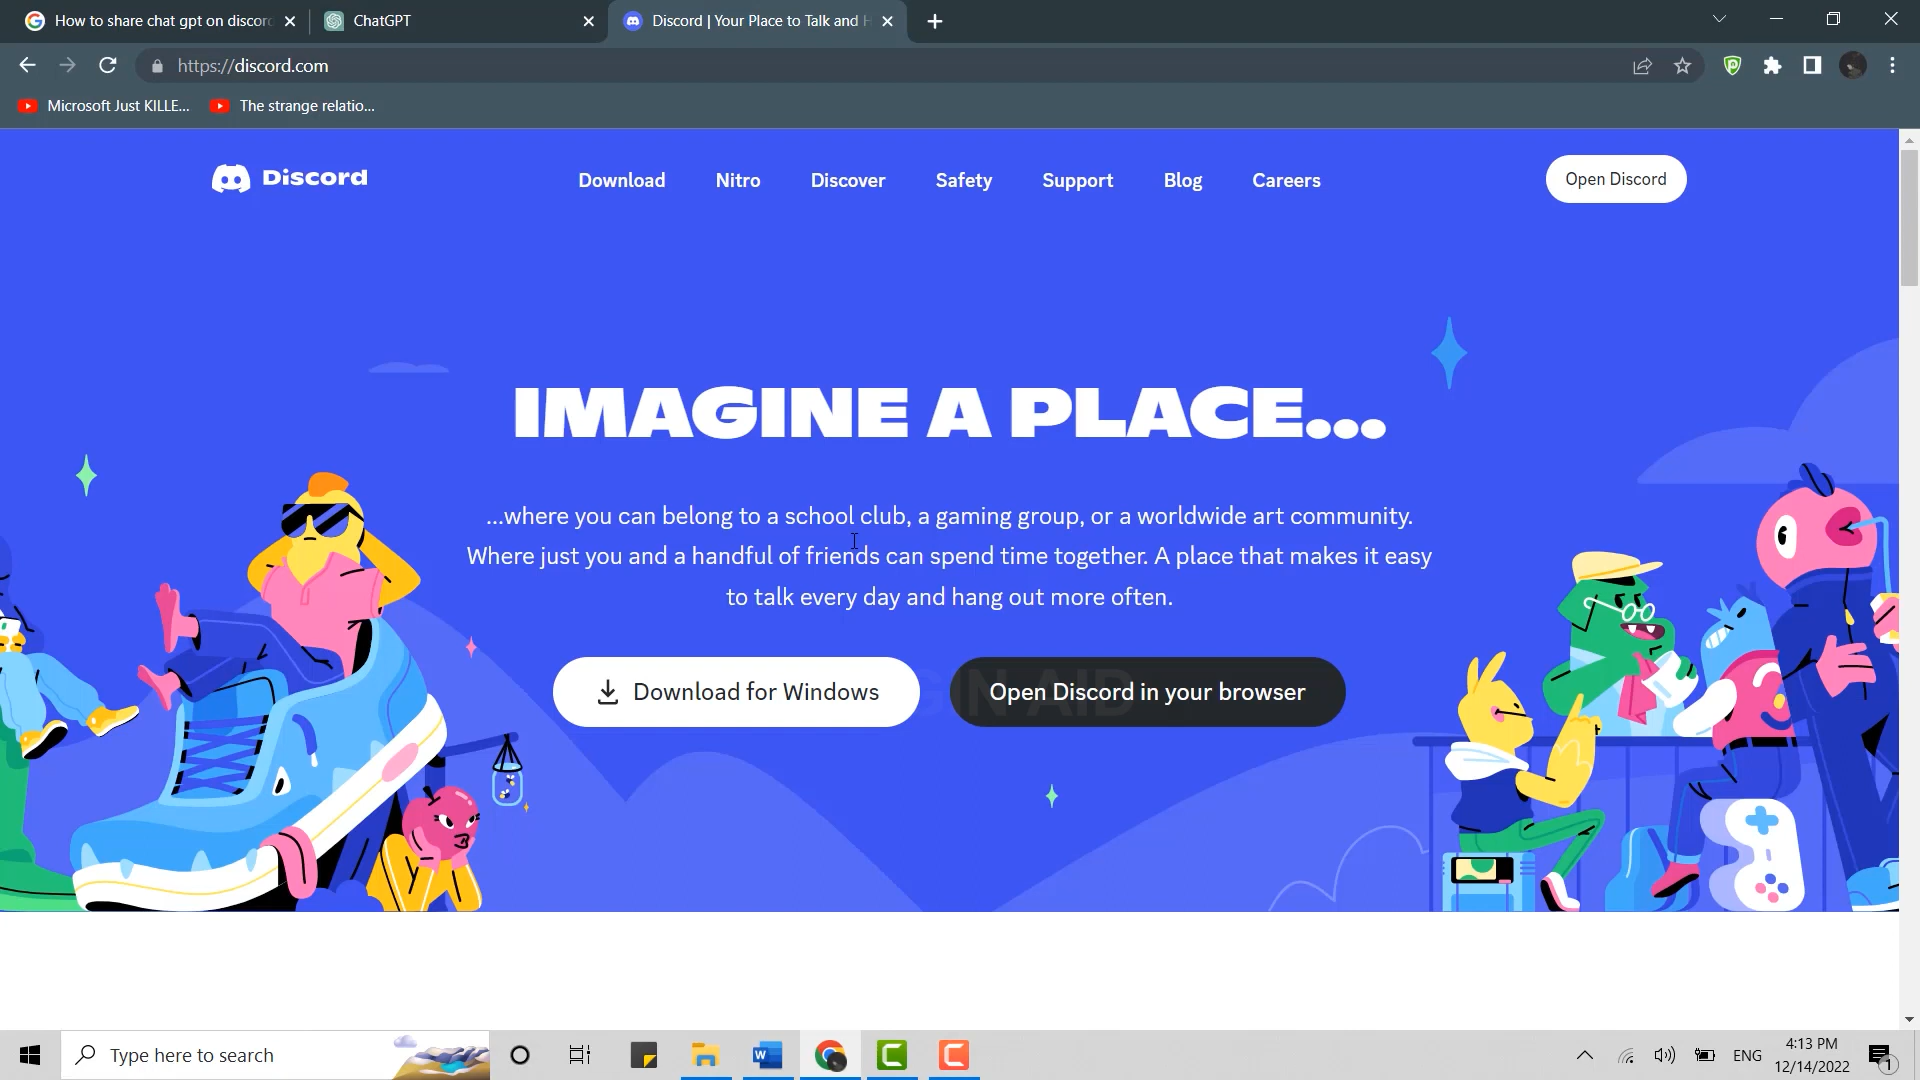 How to share chat gpt on discor
ChatGPT
Discord | Your Place to Talk and H
https://discord.com
Microsoft Just KILLE...
The strange relatio...
Discord
Download
Nitro
Discover
Safety
Support
Blog
Careers
Open Discord
IMAGINE A PLACE...
...where you can belong to a school club, a gaming group, or a worldwide art community.
Where just you and a handful of friends can spend time together. A place that makes it easy
to talk every day and hang out more often.
Download for Windows
Open Discord in your browser
Type here to search
ENG
4:13 PM
12/14/2022
1